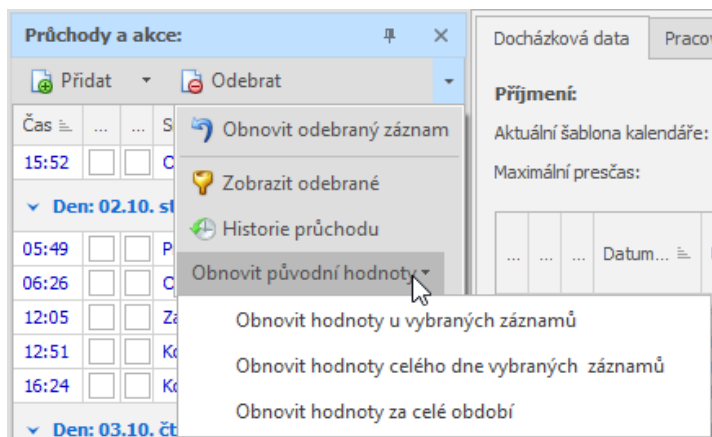 Průchody a akce:
Docházková data
Přidat
Odebrat
Příjmení:
Čas
...
...
Obnovit odebraný záznam
Aktuální šablona kalendáře:
15:52
Maximální presčas:
Zobrazit odebrané
Den: 02.10.
Historie průchodu
05:49
... ... ... Datum...
Obnovit původní hodnoty
06:26
12:05
Obnovit hodnoty u vybraných záznamů
12:51
Obnovit hodnoty celého dne vybraných záznamů
16:24
Obnovit hodnoty za celé období
Den: 03.10.